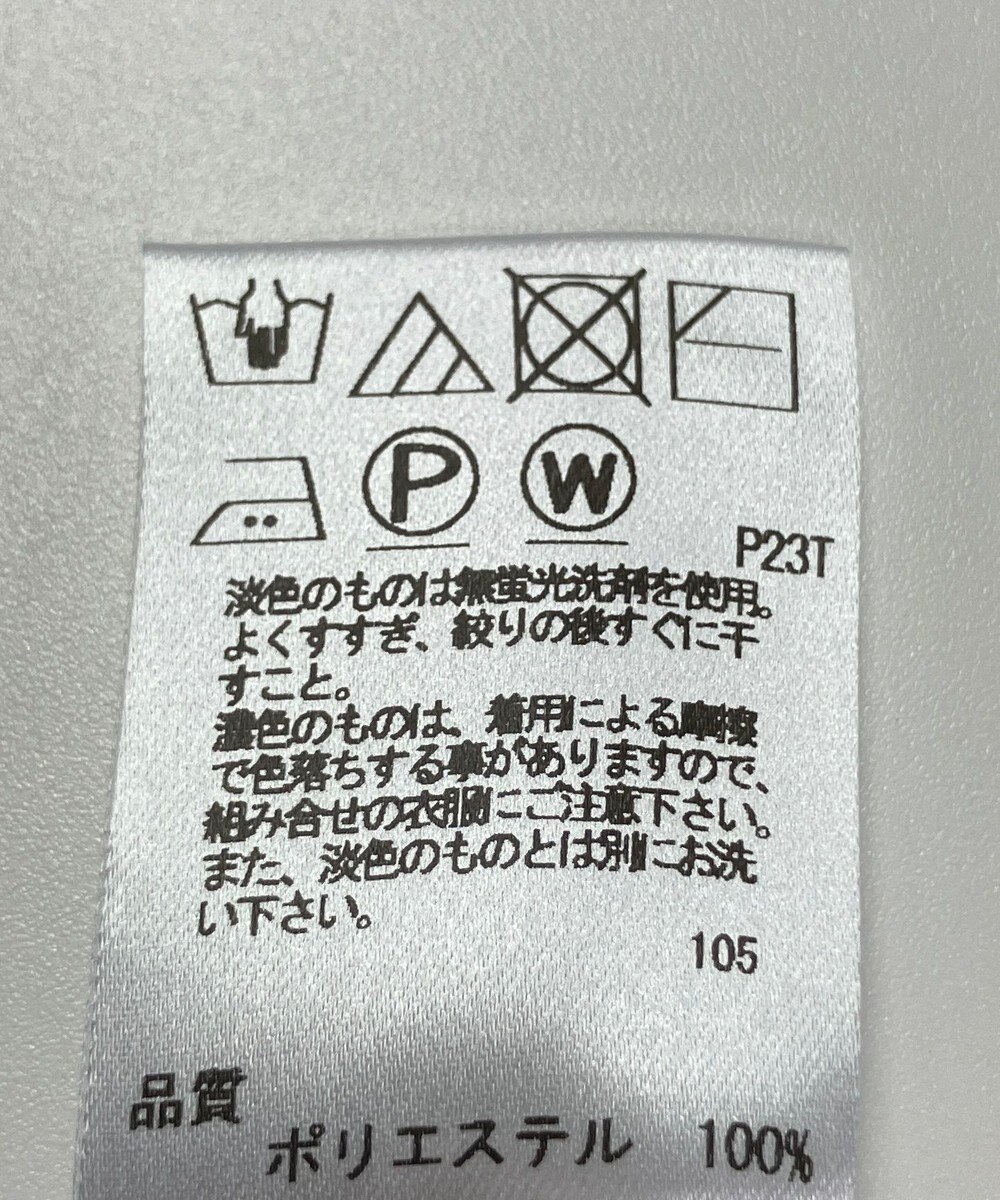 P
W
P23T
淡色のものは無蛍光洗剤を使用。
よくすすぎ、絞りの後すぐに干
すこと。
濃色のものは、着用による摩擦
で色落ちする事がありますので、
組み合せの衣服にご注意下さい。
また、淡色のものとは別にお洗
い下さい。
105
品質
ポリエステル 100%